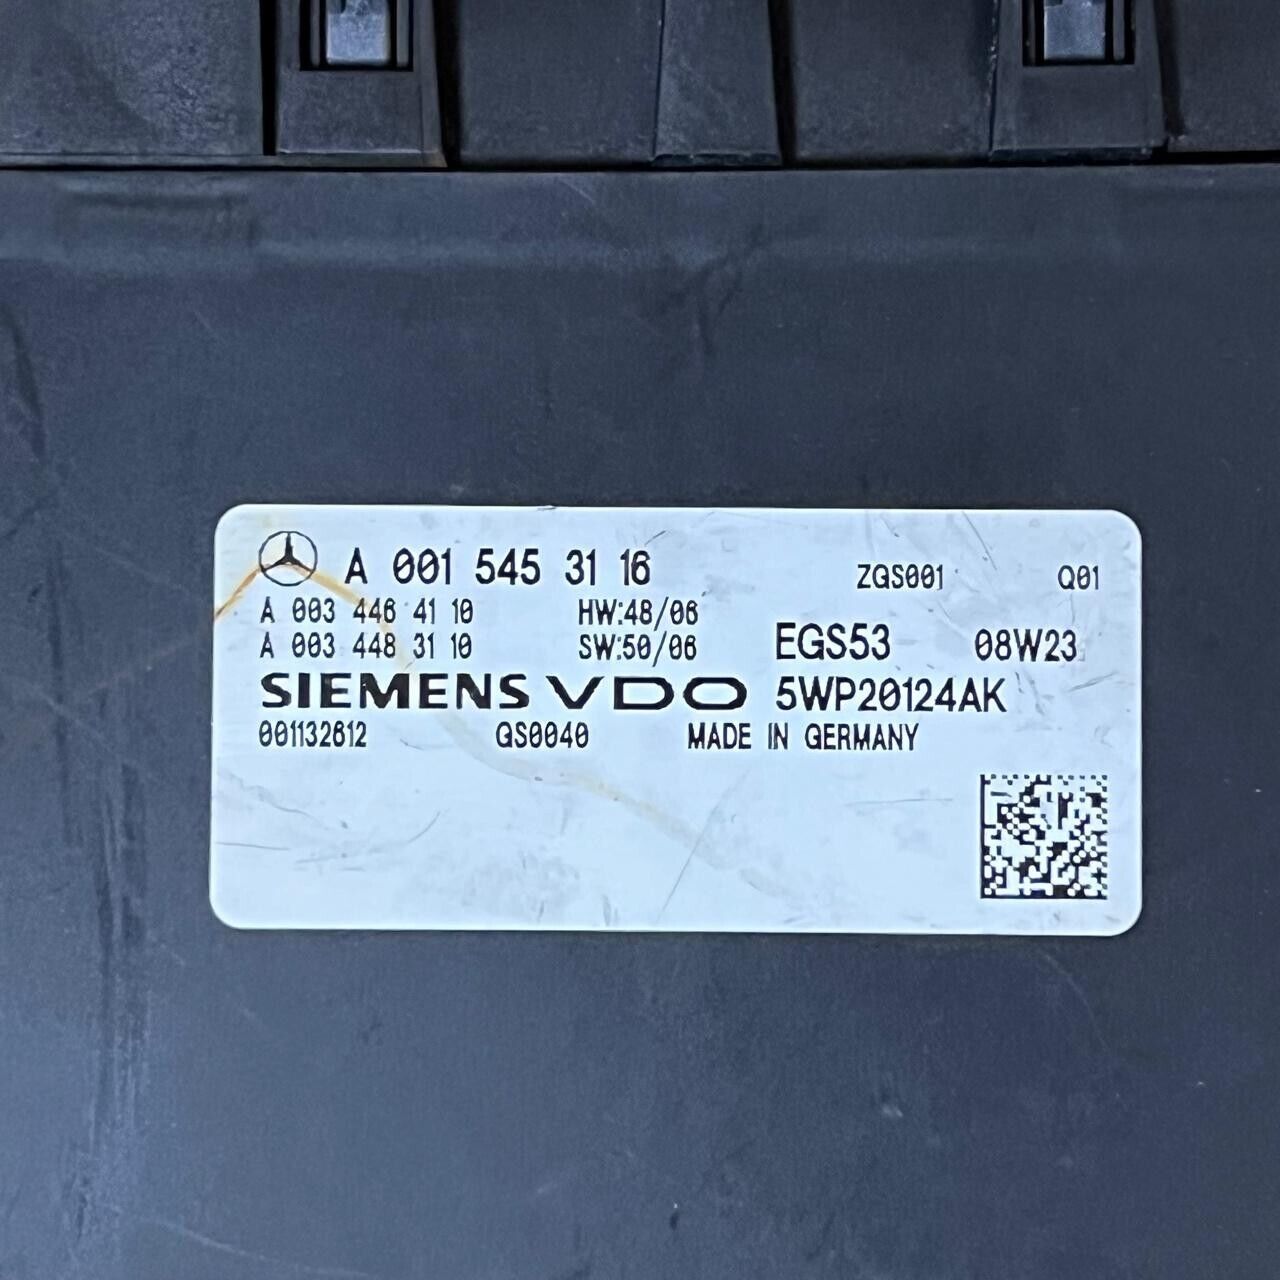 A 001 545 31 16 ZGS001 Q01
A 003 446 41 10 HW:48/06
A 003 448 31 10 SW:50/06 EGS53 08W23
SIEMENS VDO 5WP20124AK
001132612 QS0040 MADE IN GERMANY